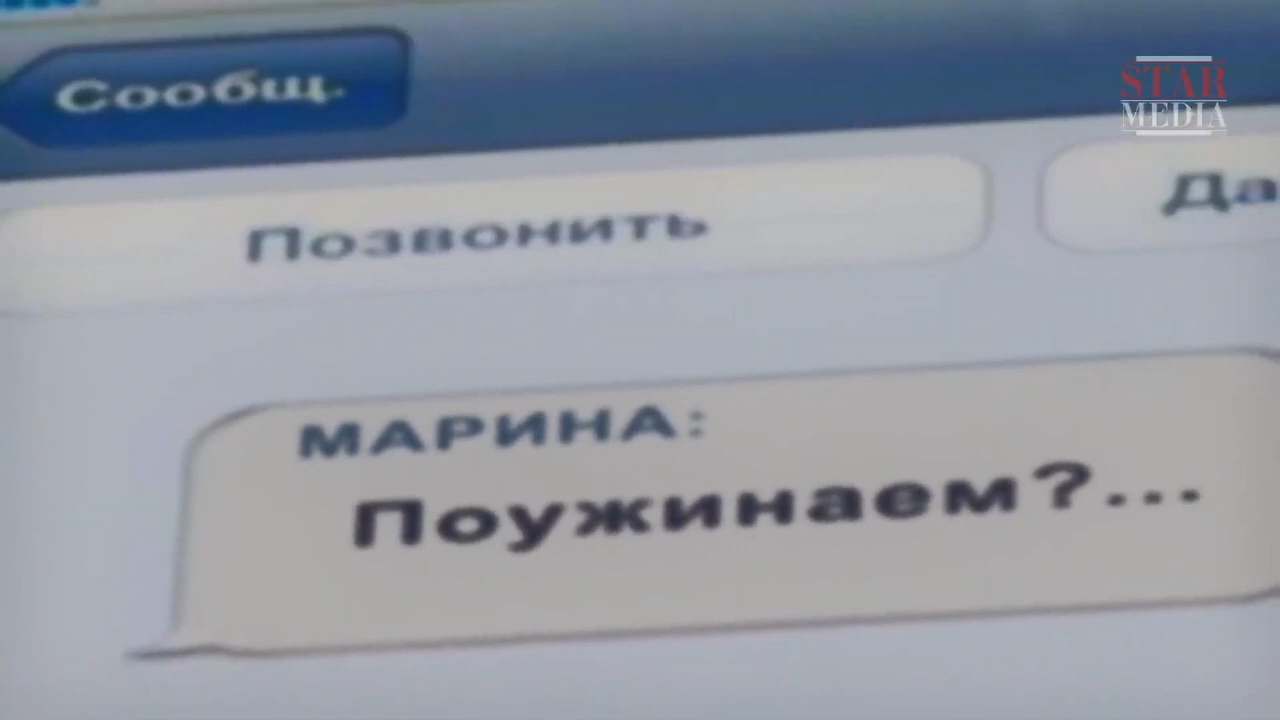 Сообщ.
STAR
MEDIA
Позвонить
МАРИНА:
Поужинаем?...